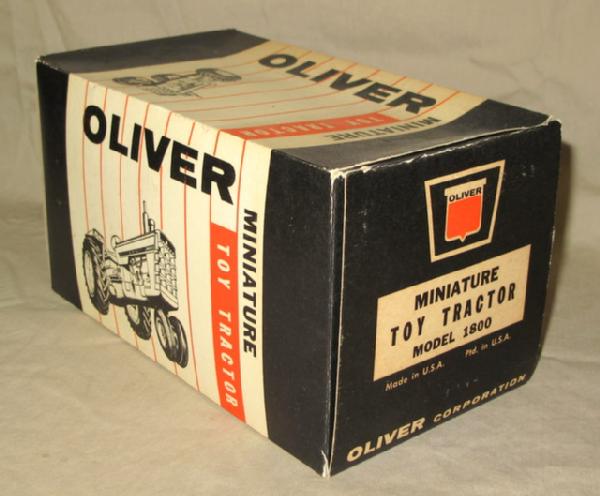 OLIVER
MINIATURE
TOY TRACTOR
OLIVER
MINIATURE
TOY TRACTOR
OLIVER
MINIATURE
TOY TRACTOR
MODEL 1800
Made in U.S.A. Ptd. in U.S.A.
OLIVER CORPORATION